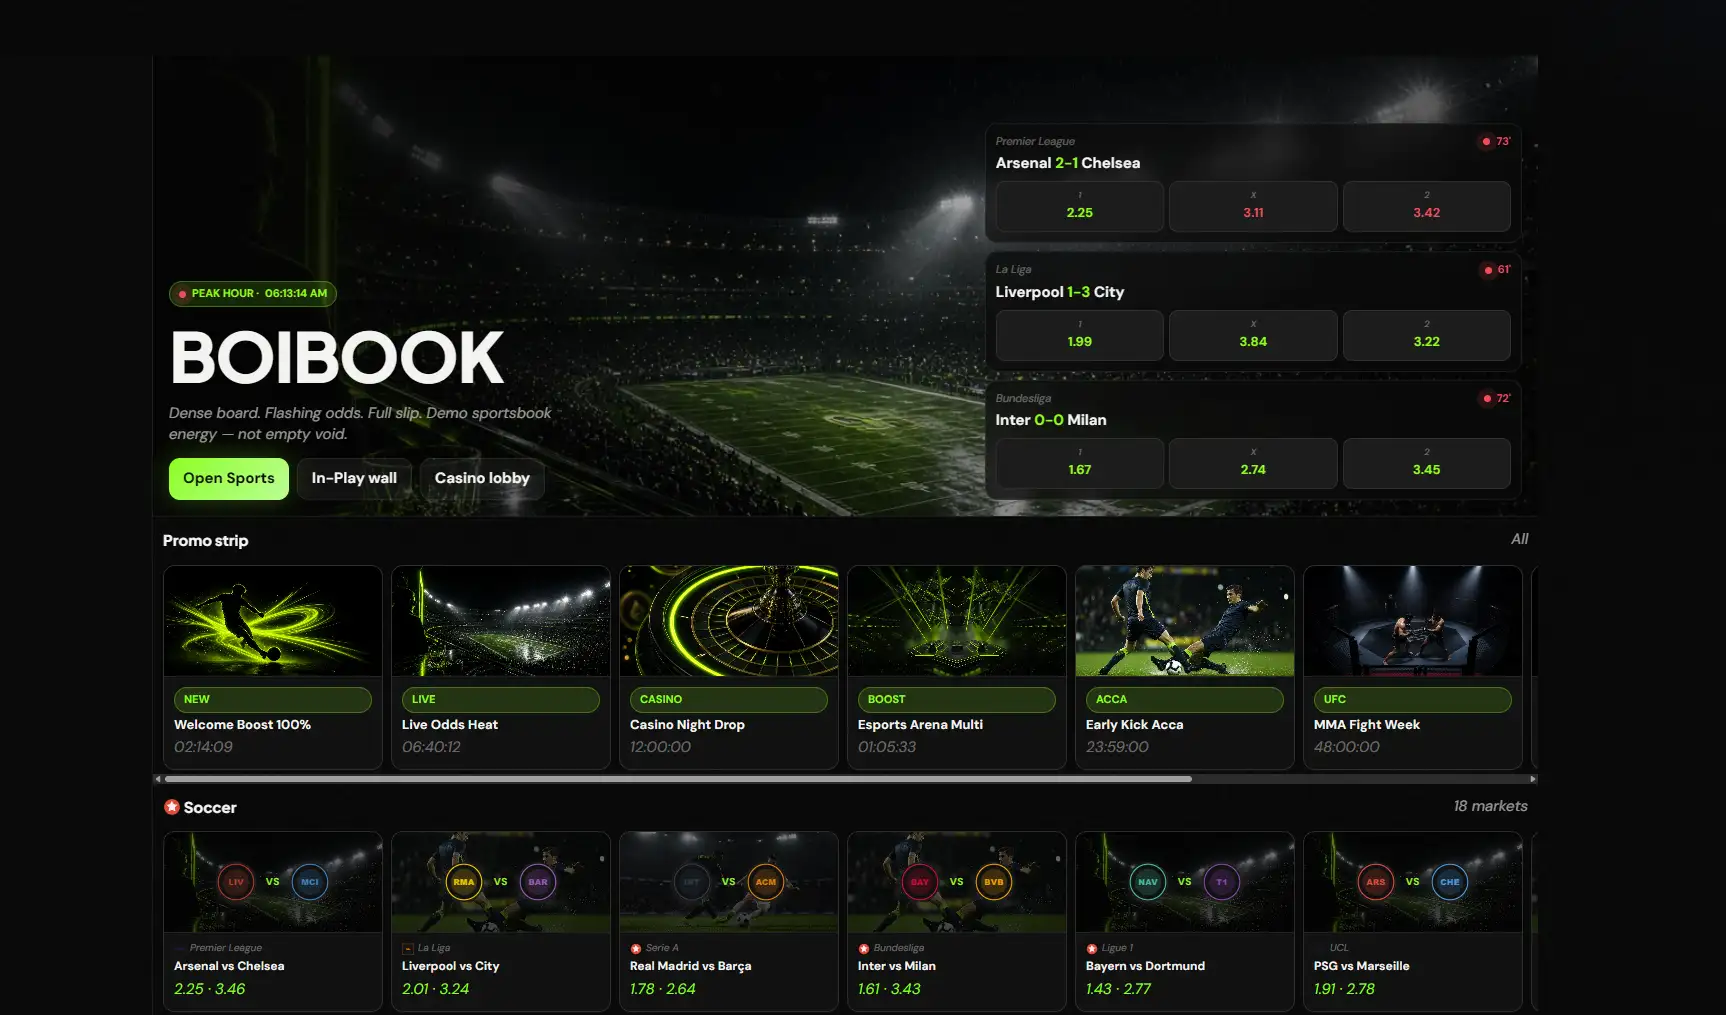 PEAK HOUR · 06:13:14 AM
BOIBOOK
Dense board. Flashing odds. Full slip. Demo sportsbook
energy — not empty void.
Open Sports
In-Play wall
Casino lobby
Premier League
73'
Arsenal 2-1 Chelsea
1
X
2
2.25
3.11
3.42
La Liga
61'
Liverpool 1-3 City
1
X
2
1.99
3.84
3.22
Bundesliga
72'
Inter 0-0 Milan
1
X
2
1.67
2.74
3.45
Promo strip
All
NEW
Welcome Boost 100%
02:14:09
LIVE
Live Odds Heat
06:40:12
CASINO
Casino Night Drop
12:00:00
BOOST
Esports Arena Multi
01:05:33
ACCA
Early Kick Acca
23:59:00
UFC
MMA Fight Week
48:00:00
Soccer
18 markets
LIV VS MCI
Premier League
Arsenal vs Chelsea
2.25 · 3.46
RMA VS BAR
La Liga
Liverpool vs City
2.01 · 3.24
INT VS ACM
Serie A
Real Madrid vs Barça
1.78 · 2.64
BAY VS BVB
Bundesliga
Inter vs Milan
1.61 · 3.43
NAV VS T1
Ligue 1
Bayern vs Dortmund
1.43 · 2.77
ARS VS CHE
UCL
PSG vs Marseille
1.91 · 2.78